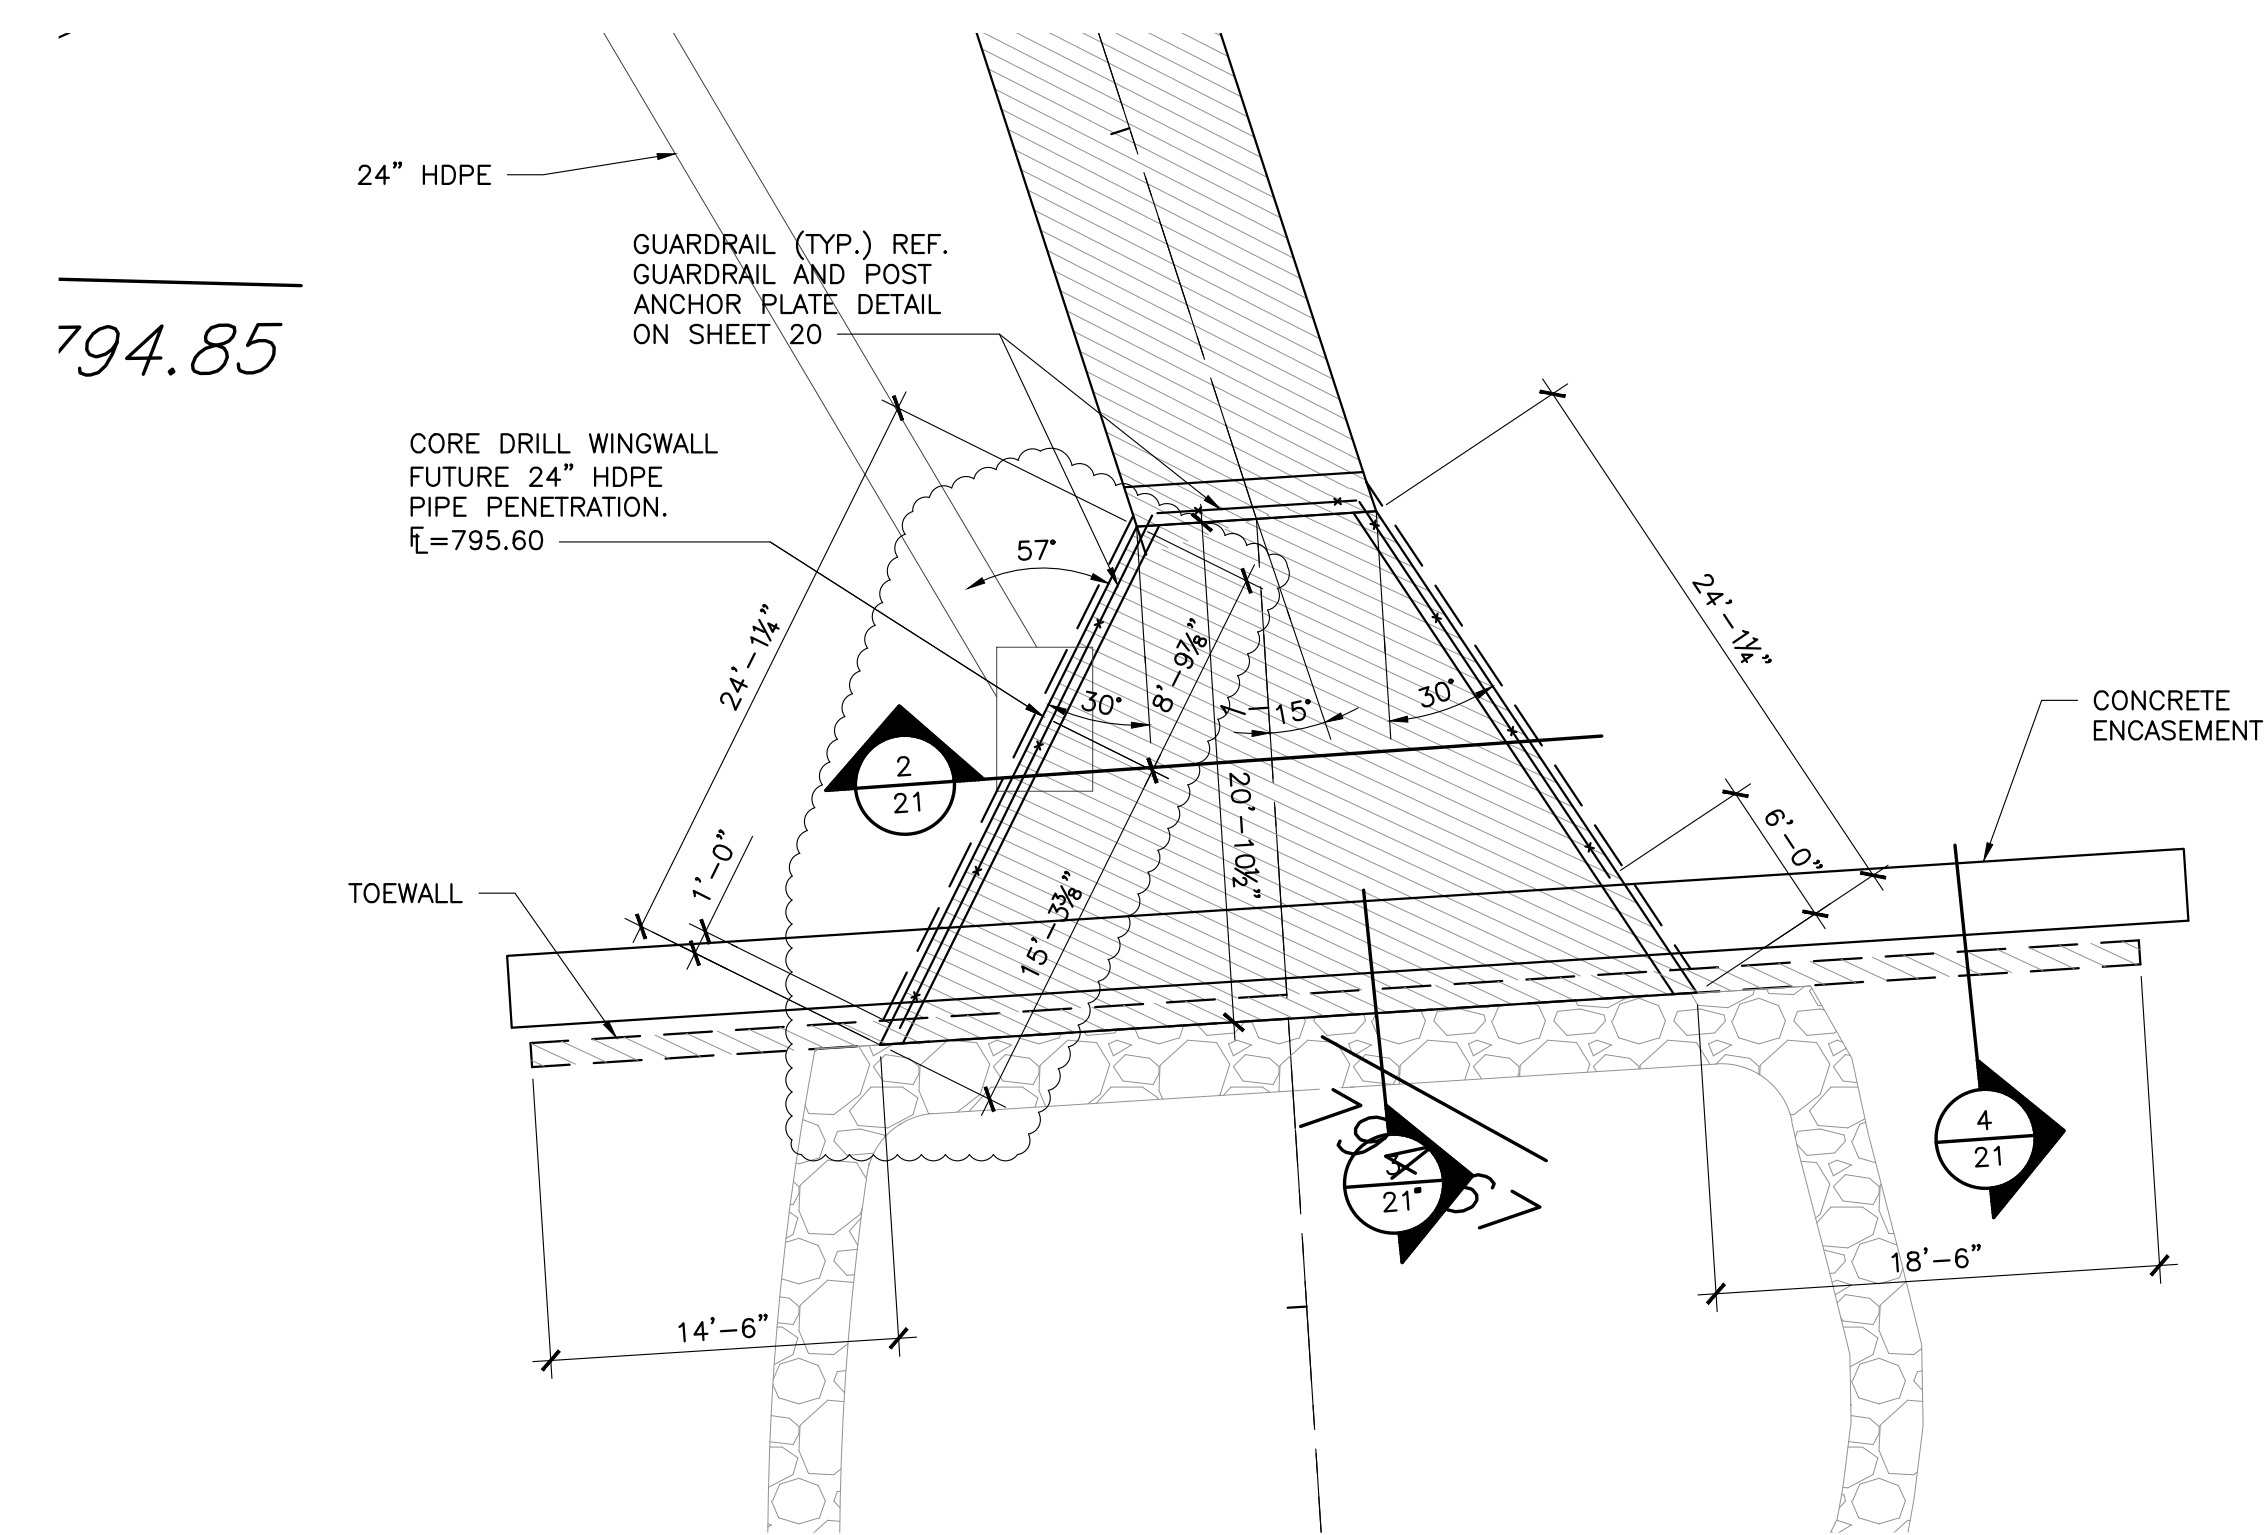 24" HDPE
GUARDRAIL (TYP.) REF.
GUARDRAIL AND POST
ANCHOR PLATE DETAIL
ON SHEET 20
794.85
CORE DRILL WINGWALL
FUTURE 24" HDPE
PIPE PENETRATION.
FL=795.60
57°
24'-1¼"
24'-1¼"
8'-9⅞"
30°
15°
30°
CONCRETE
ENCASEMENT
2
21
20'-10½"
6'-0"
1'-0"
15'-3⅜"
TOEWALL
4
21
3
21
18'-6"
14'-6"